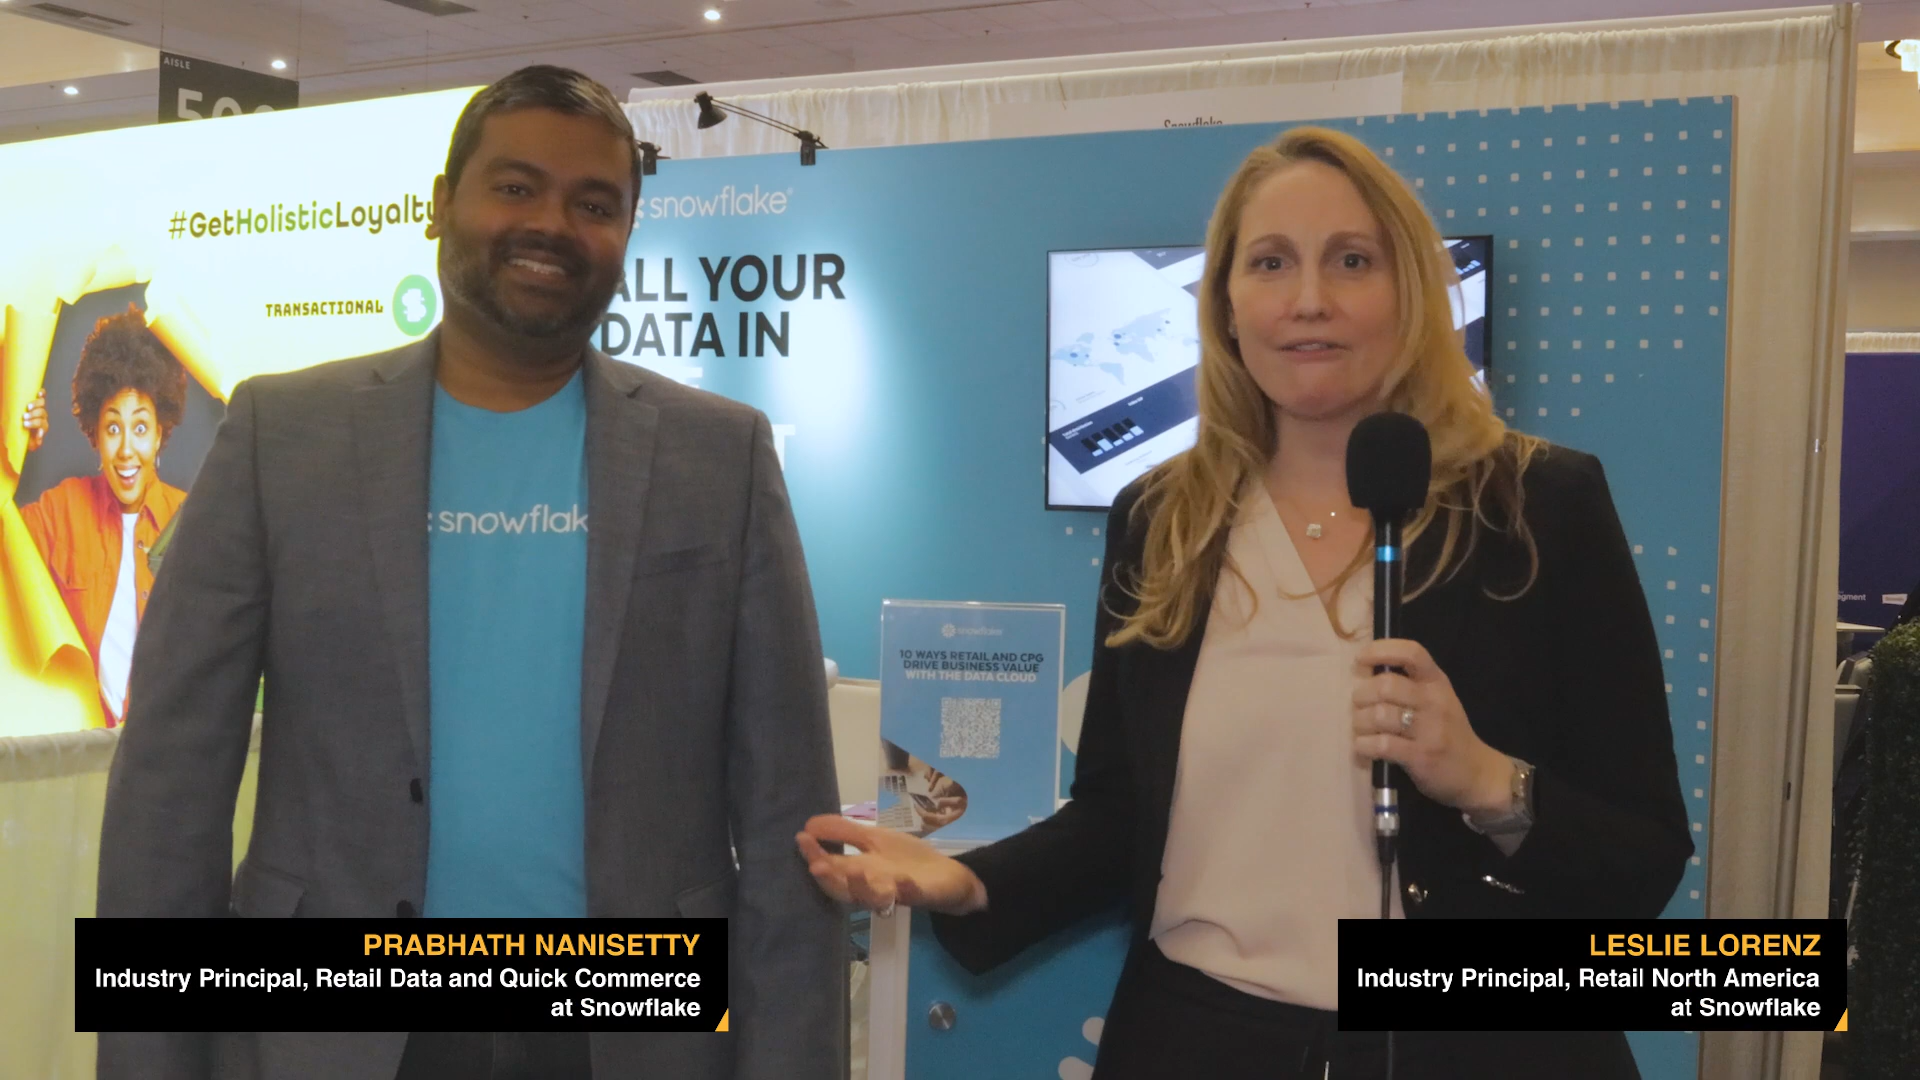 AISLE
#GetHolisticLoyalty
TRANSACTIONAL
snowflake
ALL YOUR
DATA IN
snowflak
snowflake
10 WAYS RETAIL AND CPG
DRIVE BUSINESS VALUE
WITH THE DATA CLOUD
PRABHATH NANISETTY
Industry Principal, Retail Data and Quick Commerce
at Snowflake
LESLIE LORENZ
Industry Principal, Retail North America
at Snowflake